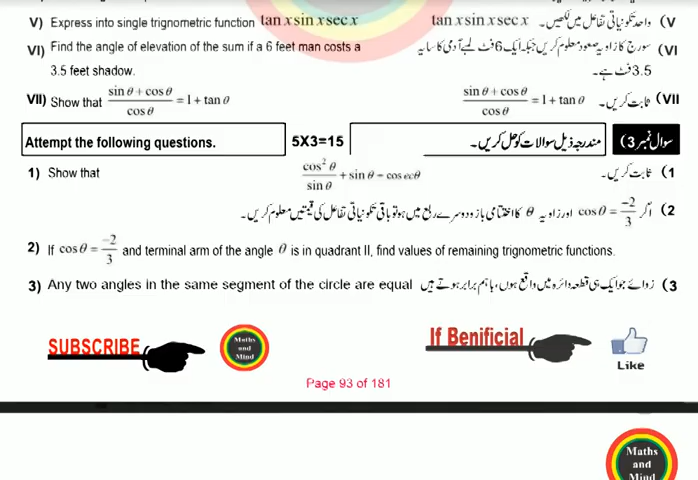 V) Express into single trignometric function tan x sin x sec x
V) واحد تکونیاتی تفاعل میں لکھیں۔ tan x sin x sec x
VI) Find the angle of elevation of the sum if a 6 feet man costs a
3.5 feet shadow.
VI) سورج کا زاویہ صعود معلوم کریں جبکہ ایک 6 فٹ لمبے آدمی کا سایہ
3.5 فٹ ہے۔
VII) Show that (sin θ + cos θ)/cos θ = 1 + tan θ
VII) ثابت کریں۔ (sin θ + cos θ)/cos θ = 1 + tan θ
Attempt the following questions. 5X3=15 مندرجہ ذیل سوالات کو حل کریں۔ سوال نمبر 3)
1) Show that cos² θ/sin θ + sin θ = cosec θ 1) ثابت کریں۔
2) اگر cos θ = -2/3 اور زاویہ θ کا اختتامی بازو دوسرے ربع میں ہو تو باقی تکونیاتی تفاعل کی قیمتیں معلوم کریں۔
2) If cos θ = -2/3 and terminal arm of the angle θ is in quadrant II, find values of remaining trignometric functions.
3) Any two angles in the same segment of the circle are equal
3) زوائے جو ایک ہی قطعہ دائرہ میں واقع ہوں، باہم برابر ہوتے ہیں
SUBSCRIBE
Maths
and
Mind
If Benificial
Like
Page 93 of 181
Maths
and
Mind